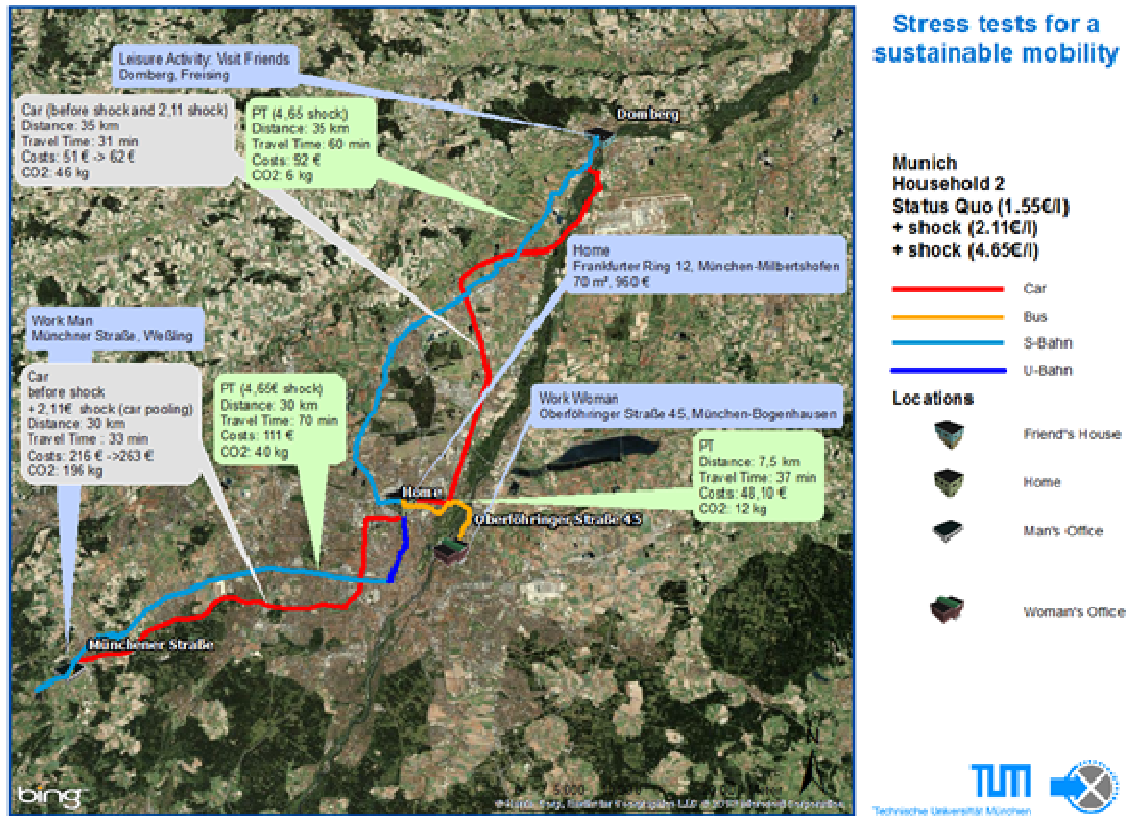 Stress tests for a
sustainable mobility
Leisure Activity: Visit Friends
Domberg, Freising
Car (before shock and 2,11 shock)
Distance: 35 km
Travel Time: 31 min
Costs: 51 € -> 62 €
CO2: 46 kg
PT (4,65 shock)
Distance: 35 km
Travel Time: 60 min
Costs: 52 €
CO2: 6 kg
Domberg
Home
Frankfurter Ring 12, München-Milbertshofen
70 m², 960 €
Work Man
Münchner Straße, Weßling
Car
before shock
+ 2,11€ shock (car pooling)
Distance: 30 km
Travel Time : 33 min
Costs: 216 € ->263 €
CO2: 196 kg
PT (4,65€ shock)
Distance: 30 km
Travel Time: 70 min
Costs: 111 €
CO2: 40 kg
Work Woman
Oberföhringer Straße 45, München-Bogenhausen
PT
Distance: 7,5 km
Travel Time: 37 min
Costs: 48,10 €
CO2: 12 kg
Home
Oberföhringer Straße 45
Münchener Straße
bing
N
5.000
Munich
Household 2
Status Quo (1.55€/l)
+ shock (2.11€/l)
+ shock (4.65€/l)
Car
Bus
S-Bahn
U-Bahn
Locations
Friend"s House
Home
Man's Office
Woman's Office
TUM
Technische Universität München